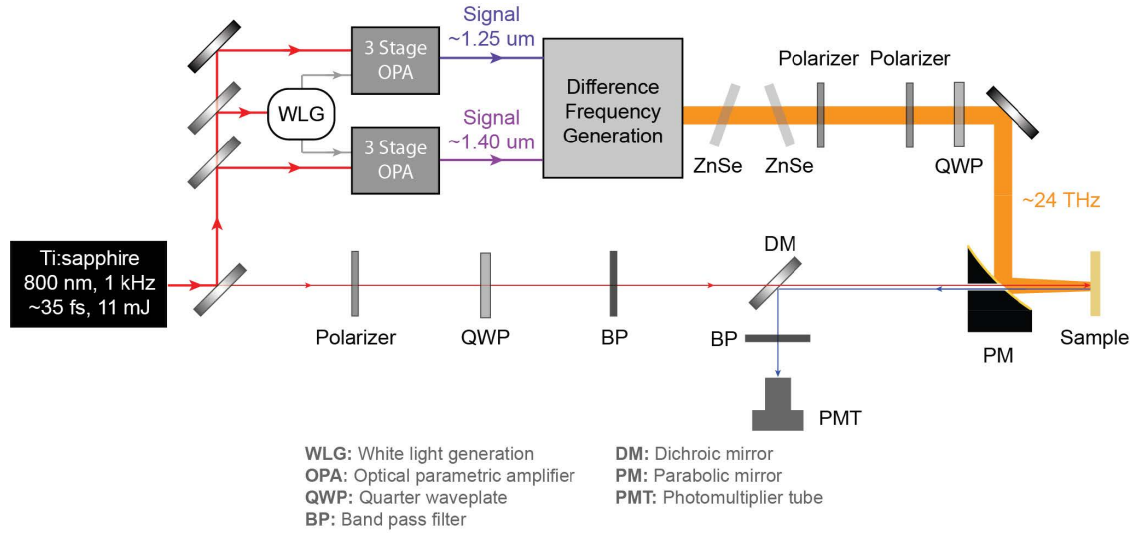 Signal
~1.25 um
3 Stage
OPA
WLG
Signal
~1.40 um
3 Stage
OPA
Difference
Frequency
Generation
Polarizer
Polarizer
ZnSe
ZnSe
QWP
~24 THz
Ti:sapphire
800 nm, 1 kHz
~35 fs, 11 mJ
Polarizer
QWP
BP
DM
BP
PMT
PM
Sample
WLG: White light generation
OPA: Optical parametric amplifier
QWP: Quarter waveplate
BP: Band pass filter
DM: Dichroic mirror
PM: Parabolic mirror
PMT: Photomultiplier tube